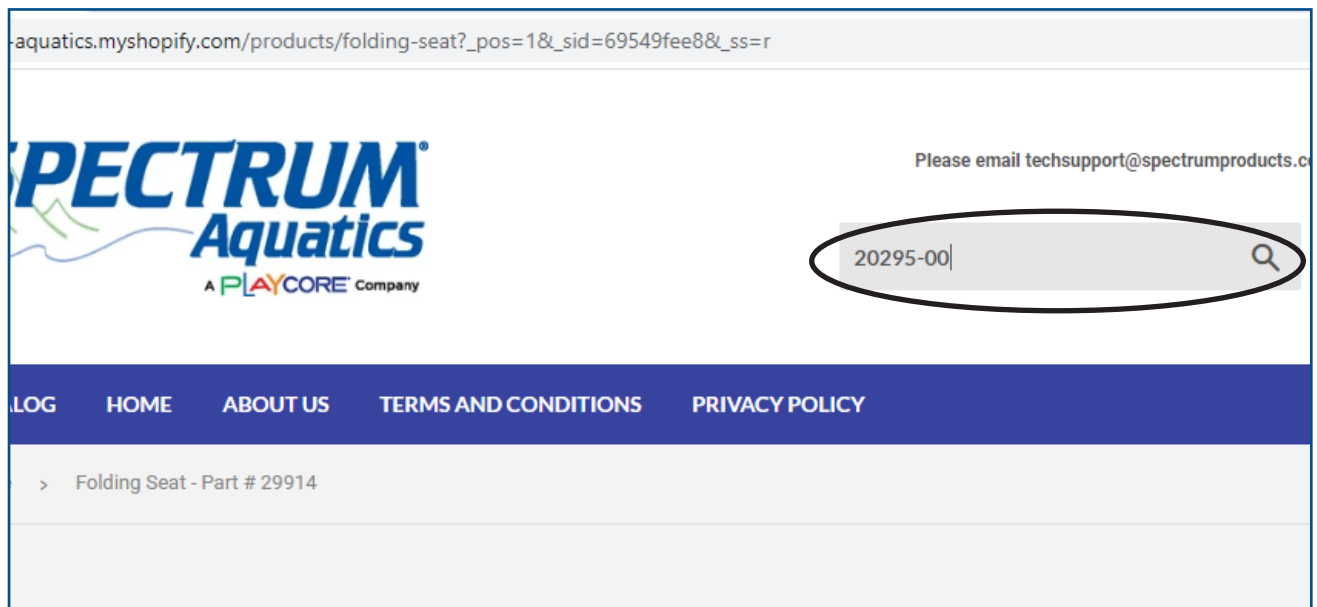 -aquatics.myshopify.com/products/folding-seat?_pos=1&_sid=69549fee8&_ss=r
SPECTRUM®
Aquatics
A PLAYCORE® Company
Please email techsupport@spectrumproducts.co
20295-00
LOG HOME ABOUT US TERMS AND CONDITIONS PRIVACY POLICY
> Folding Seat - Part # 29914